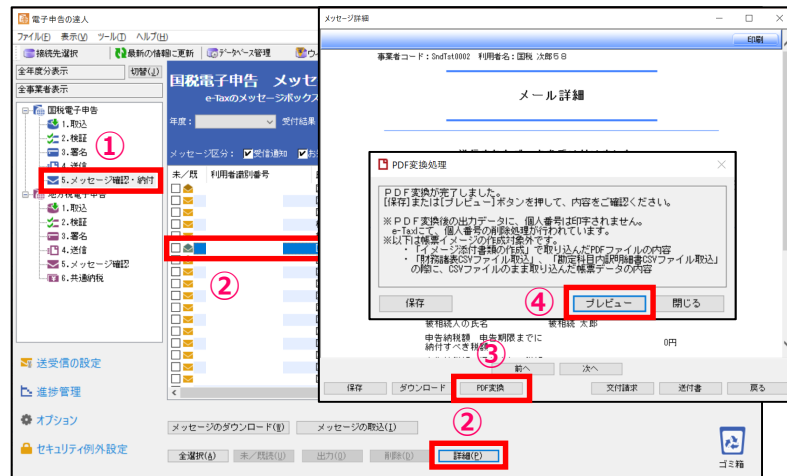 電子申告の達人
ファイル(F) 表示(V) ツール(T) ヘルプ(H)
接続先選択 最新の情報に更新 データベース管理
全年度分表示 切替(J)
全事業者表示
国税電子申告
1.取込
2.検証
3.署名
4.送信
5.メッセージ確認・納付
地方税電子申告
1.取込
2.検証
3.署名
4.送信
5.メッセージ確認
6.共通納税
①
送受信の設定
進捗管理
オプション
セキュリティ例外設定
国税電子申告 メッセ
e-Taxのメッセージボックス
年度： 受付結果
メッセージ区分： 受信通知 お
未／既 利用者識別番号
②
メッセージのダウンロード(W) メッセージの取込(I)
全選択(A) 未／既読(U) 出力(O) 削除(D) 詳細(P)
②
ゴミ箱
メッセージ詳細
印刷
事業者コード：SndTst0002 利用者名：国税 次郎５８
メール詳細
PDF変換処理
ＰＤＦ変換が完了しました。
[保存]または[プレビュー]ボタンを押して、内容をご確認ください。
※ＰＤＦ変換後の出力データに、個人番号は印字されません。
e-Taxにて、個人番号の削除処理が行われています。
※以下は帳票イメージの作成対象外です。
・「イメージ添付書類の作成」で取り込んだPDFファイルの内容
・「財務諸表CSVファイル取込」、「勘定科目内訳明細書CSVファイル取込」
の際に、CSVファイルのまま取り込んだ帳票データの内容
保存 ④ プレビュー 閉じる
被相続人の氏名 被相続 太郎
申告納税額 申告期限までに
納付すべき税額 0円
③
前へ 次へ
保存 ダウンロード PDF変換 交付請求 送付書 戻る